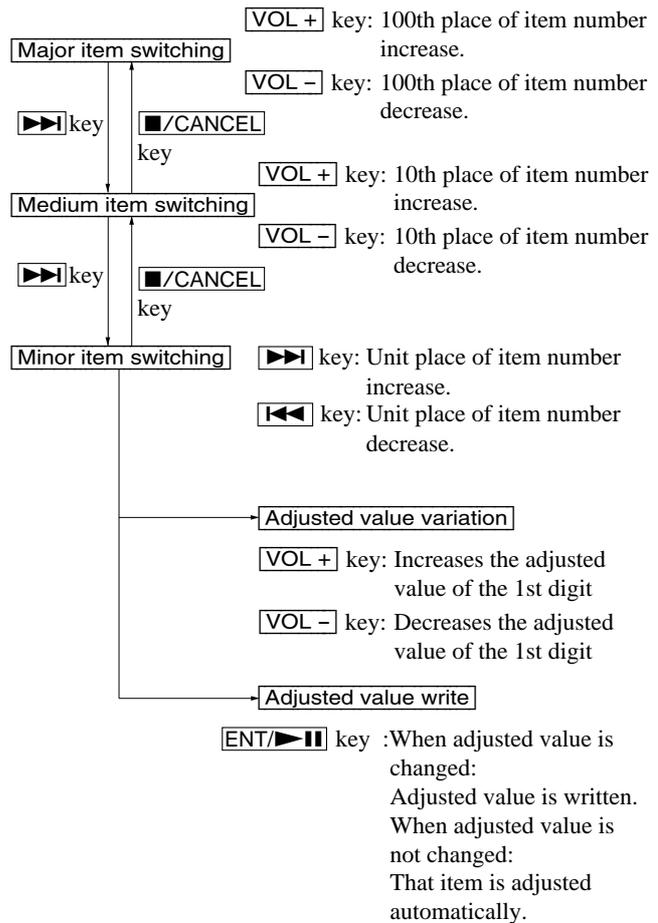 VOL + key: 100th place of item number
increase.
Major item switching
VOL – key: 100th place of item number
decrease.
▶▶I key
■/CANCEL
key
VOL + key: 10th place of item number
increase.
Medium item switching
VOL – key: 10th place of item number
decrease.
▶▶I key
■/CANCEL
key
Minor item switching
▶▶I key: Unit place of item number
increase.
I◀◀ key: Unit place of item number
decrease.
Adjusted value variation
VOL + key: Increases the adjusted
value of the 1st digit
VOL – key: Decreases the adjusted
value of the 1st digit
Adjusted value write
ENT/▶II key :When adjusted value is
changed:
Adjusted value is written.
When adjusted value is
not changed:
That item is adjusted
automatically.